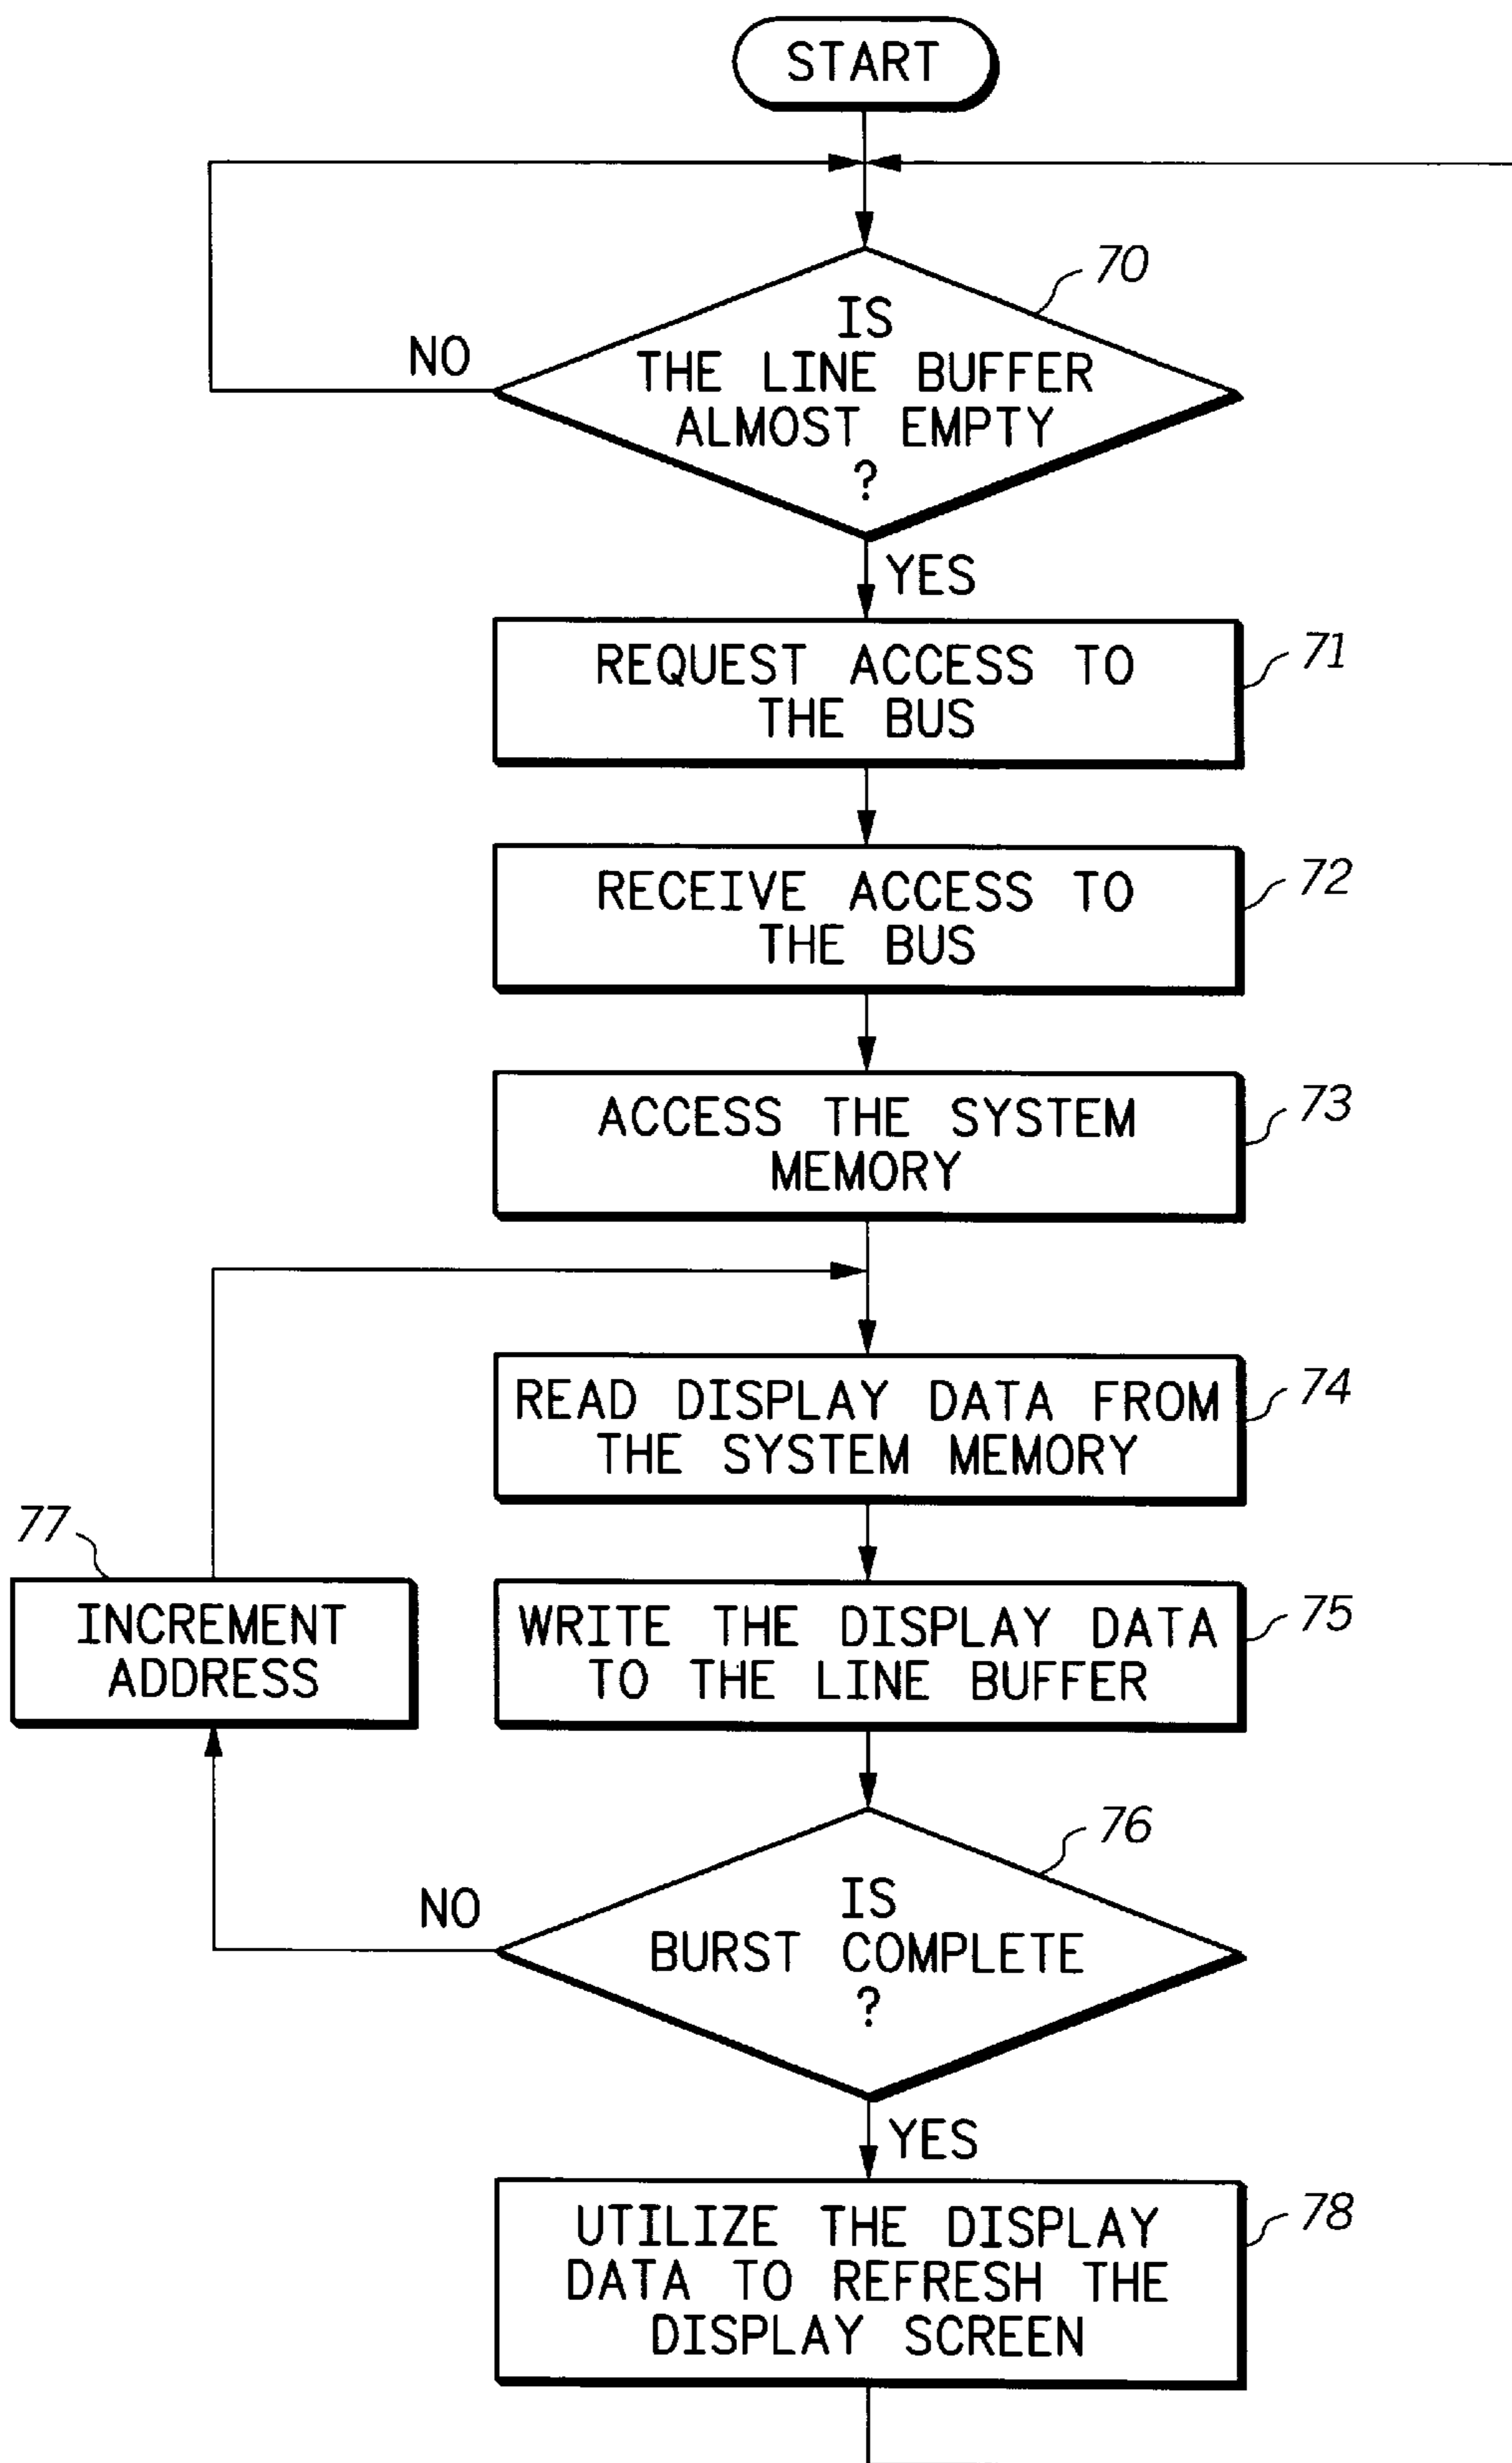 START
70
IS
THE LINE BUFFER
ALMOST EMPTY
?
NO
YES
REQUEST ACCESS TO
THE BUS
71
RECEIVE ACCESS TO
THE BUS
72
ACCESS THE SYSTEM
MEMORY
73
READ DISPLAY DATA FROM
THE SYSTEM MEMORY
74
77
INCREMENT
ADDRESS
WRITE THE DISPLAY DATA
TO THE LINE BUFFER
75
76
IS
BURST COMPLETE
?
NO
YES
UTILIZE THE DISPLAY
DATA TO REFRESH THE
DISPLAY SCREEN
78